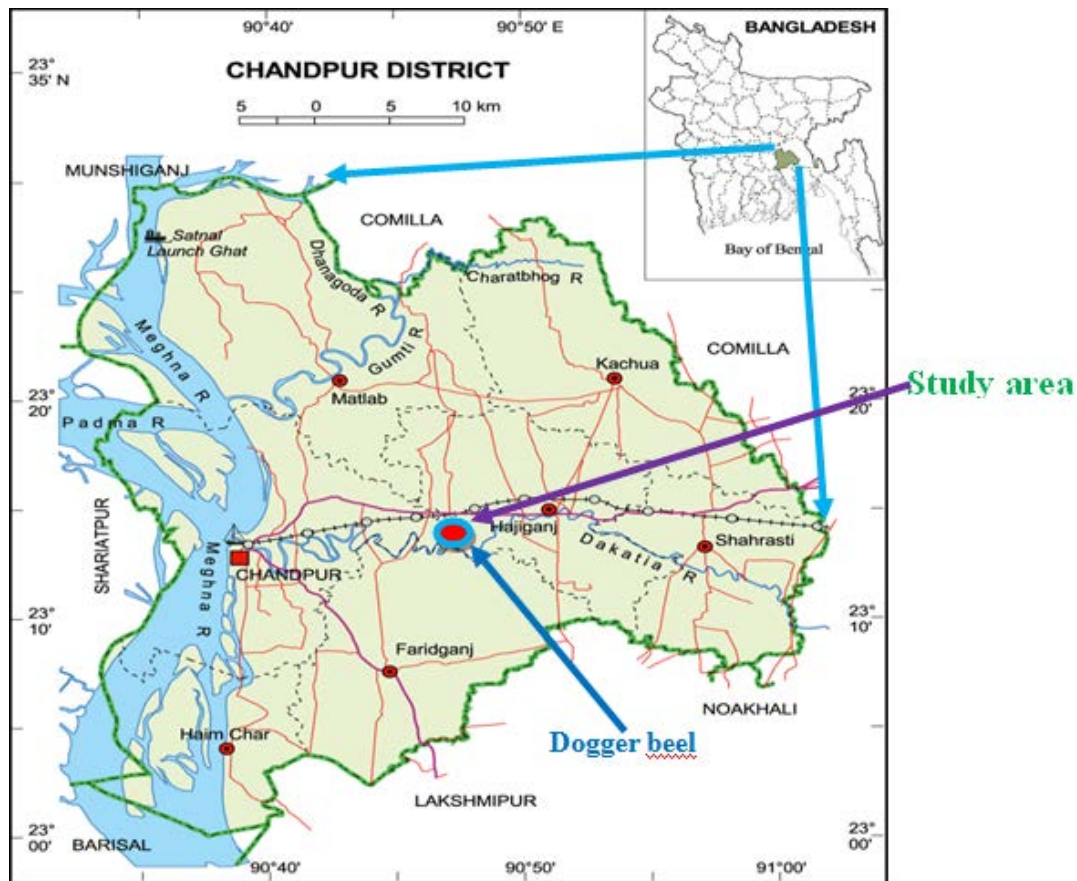 90°40'
90°50' E
BANGLADESH
23°
35' N
CHANDPUR DISTRICT
5 0 5 10 km
MUNSHIGANJ
COMILLA
Satnal
Launch Ghat
Bay of Bengal
Dhanagoda R
Charatbhog R
Meghna R
Gumti R
Kachua
COMILLA
Study area
23°
20'
Matlab
23°
20'
Padma R
SHARIATPUR
Hajiganj
Dakatia R
Shahrasti
CHANDPUR
Meghna R
23°
10'
23°
10'
Faridganj
NOAKHALI
Haim Char
Dogger beel
LAKSHMIPUR
23°
00'
BARISAL
23°
00'
90°40'
90°50'
91°00'